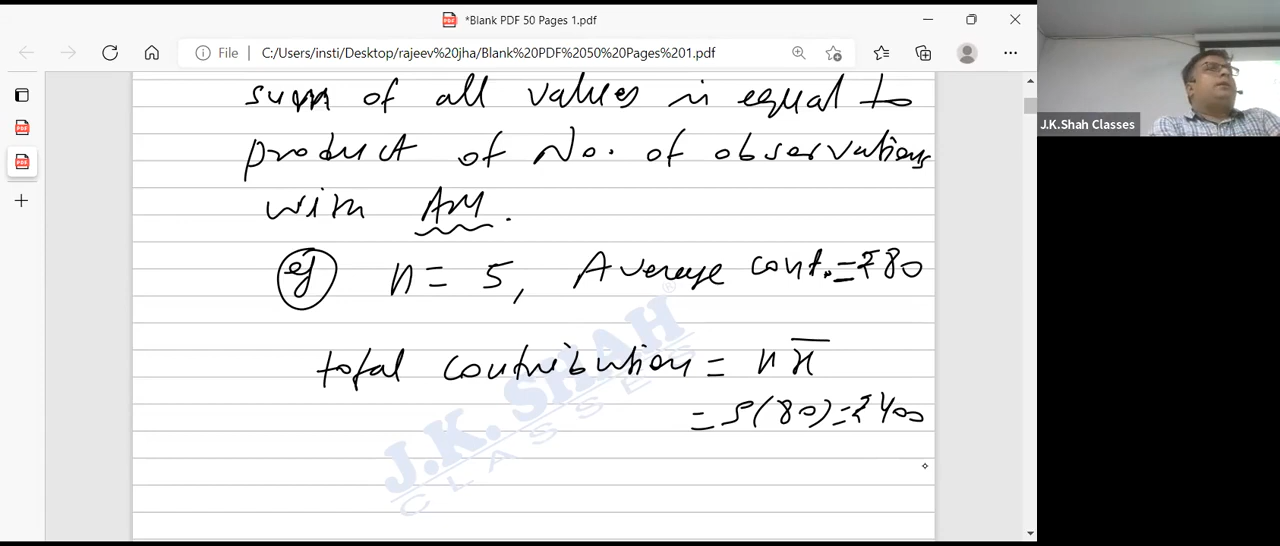 *Blank PDF 50 Pages 1.pdf
File
C:/Users/insti/Desktop/rajeev%20jha/Blank%20PDF%2050%20Pages%201.pdf
J.K.Shah Classes
sum of all values is equal to
product of No. of observations
with AM.
eg n = 5, Average cont. = ₹80
total contribution = n x̅
= 5(80) = ₹400
J.K. SHAH ®
CLASSES